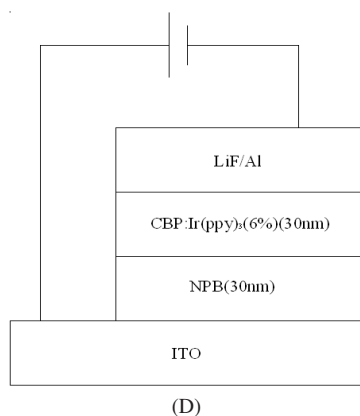 LiF/Al
CBP:Ir(ppy)₃(6%)(30nm)
NPB(30nm)
ITO
(D)